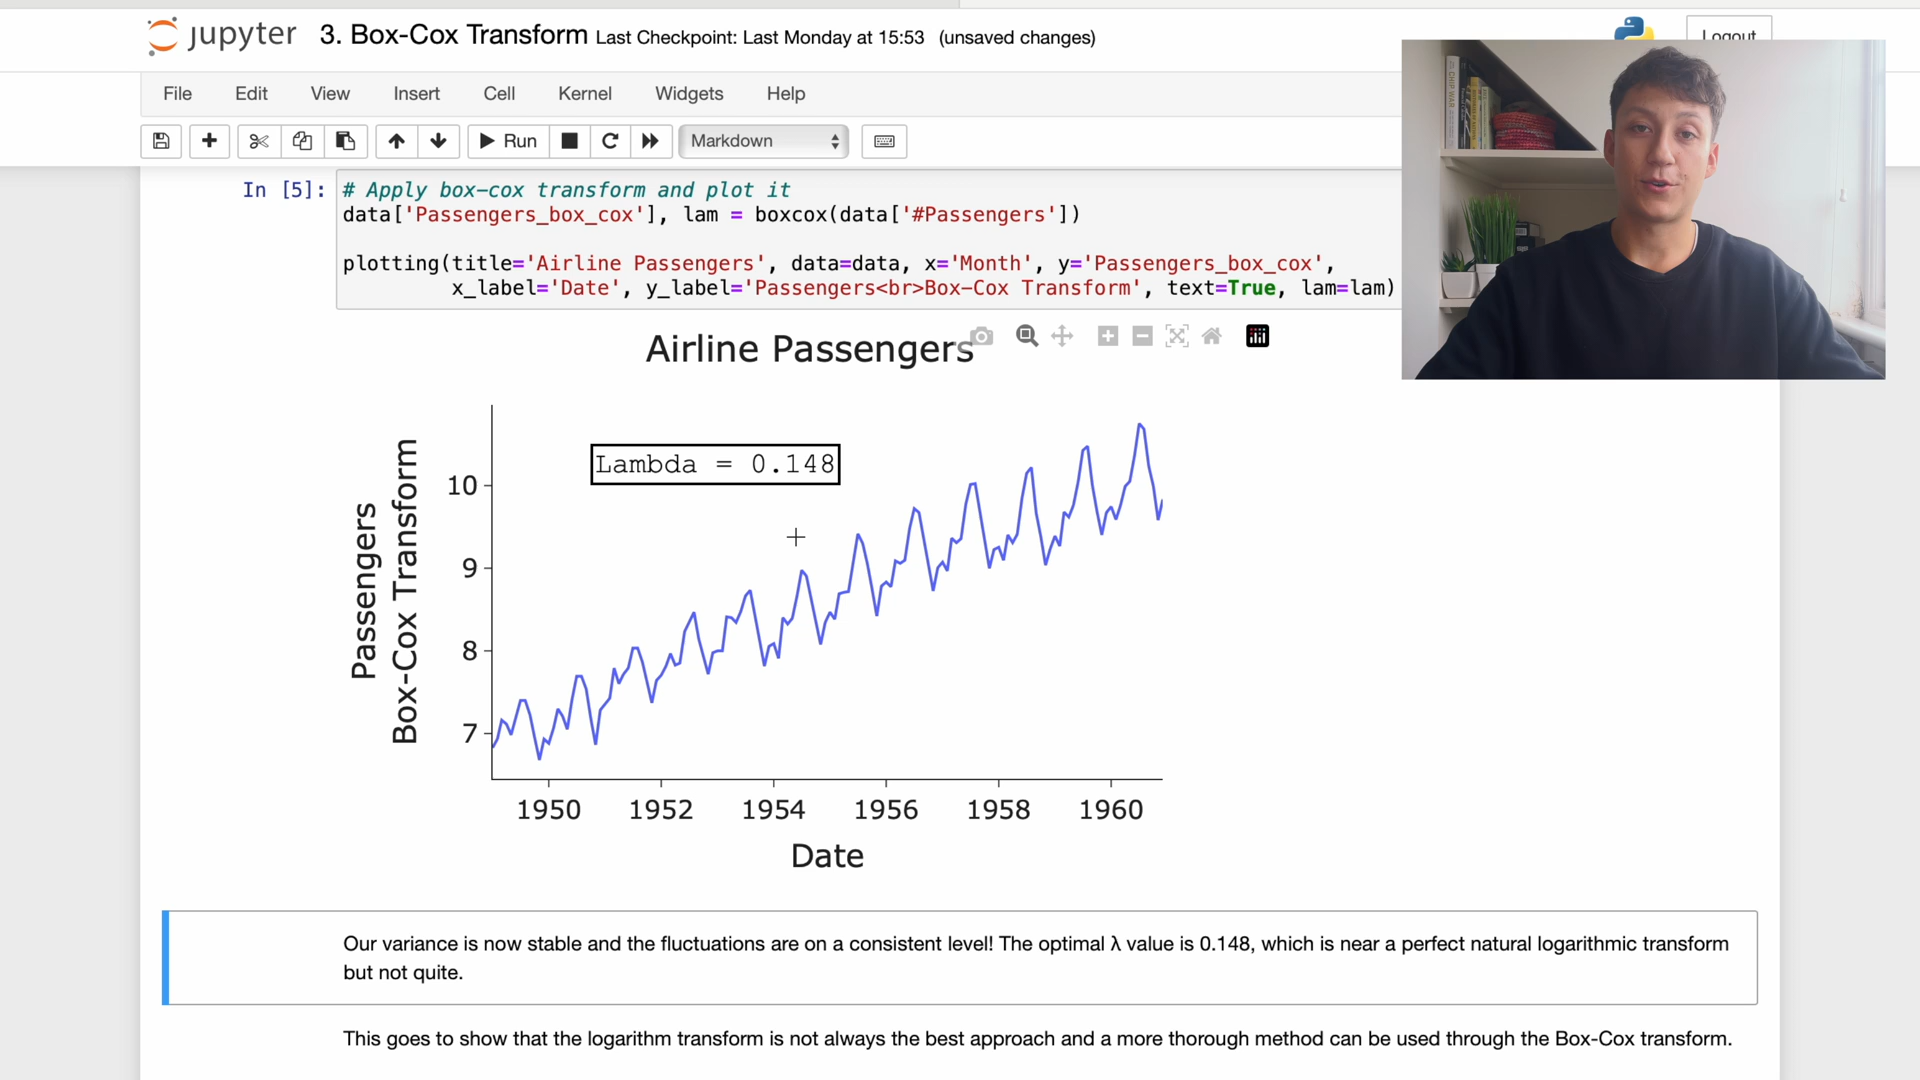 jupyter 3. Box-Cox Transform Last Checkpoint: Last Monday at 15:53 (unsaved changes)
Logout
File Edit View Insert Cell Kernel Widgets Help
Run Markdown
CHIP WAR
In [5]: # Apply box-cox transform and plot it
data['Passengers_box_cox'], lam = boxcox(data['#Passengers'])
plotting(title='Airline Passengers', data=data, x='Month', y='Passengers_box_cox',
x_label='Date', y_label='Passengers<br>Box-Cox Transform', text=True, lam=lam)
Airline Passengers
Lambda = 0.148
Passengers
Box-Cox Transform
10
9
8
7
1950 1952 1954 1956 1958 1960
Date
Our variance is now stable and the fluctuations are on a consistent level! The optimal λ value is 0.148, which is near a perfect natural logarithmic transform
but not quite.
This goes to show that the logarithm transform is not always the best approach and a more thorough method can be used through the Box-Cox transform.